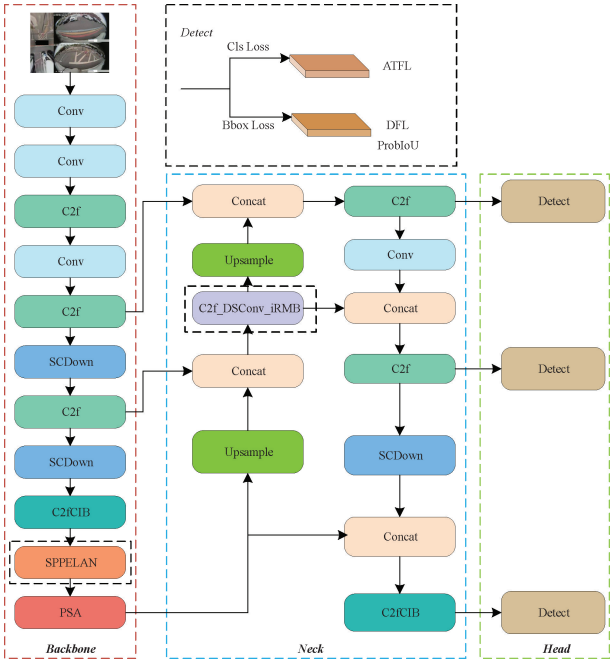 Detect
Cls Loss
ATFL
Bbox Loss
DFL
ProbIoU
Conv
Conv
C2f
Conv
C2f
SCDown
C2f
SCDown
C2fCIB
SPPELAN
PSA
Backbone
Concat
Upsample
C2f_DSConv_iRMB
Concat
Upsample
C2f
Conv
Concat
C2f
SCDown
Concat
C2fCIB
Neck
Detect
Detect
Detect
Head